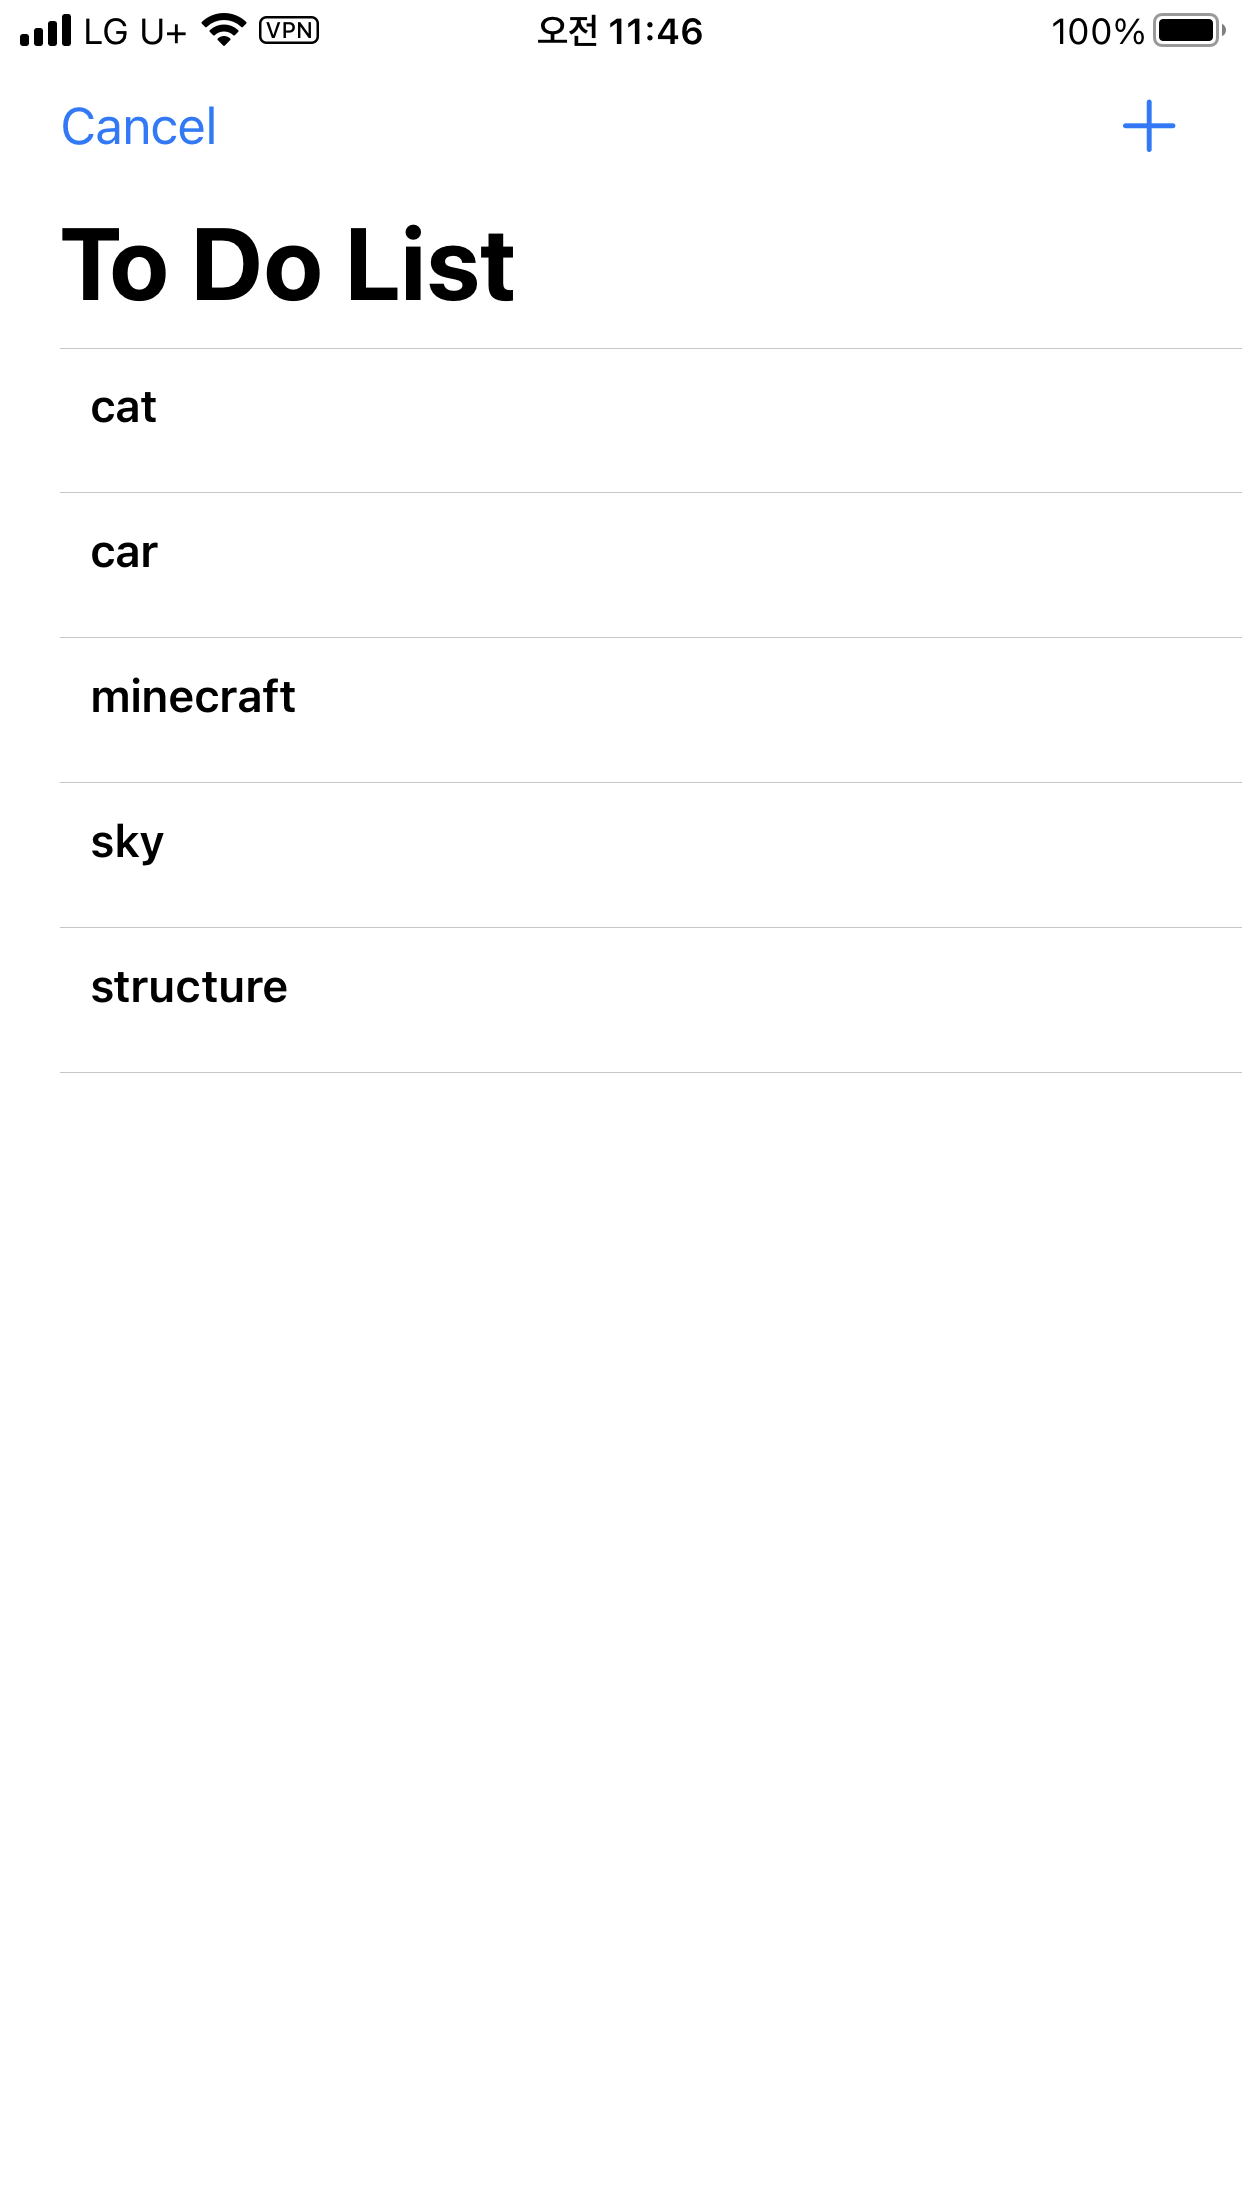 LG U+ VPN 오전 11:46 100%
Cancel
To Do List
cat
car
minecraft
sky
structure